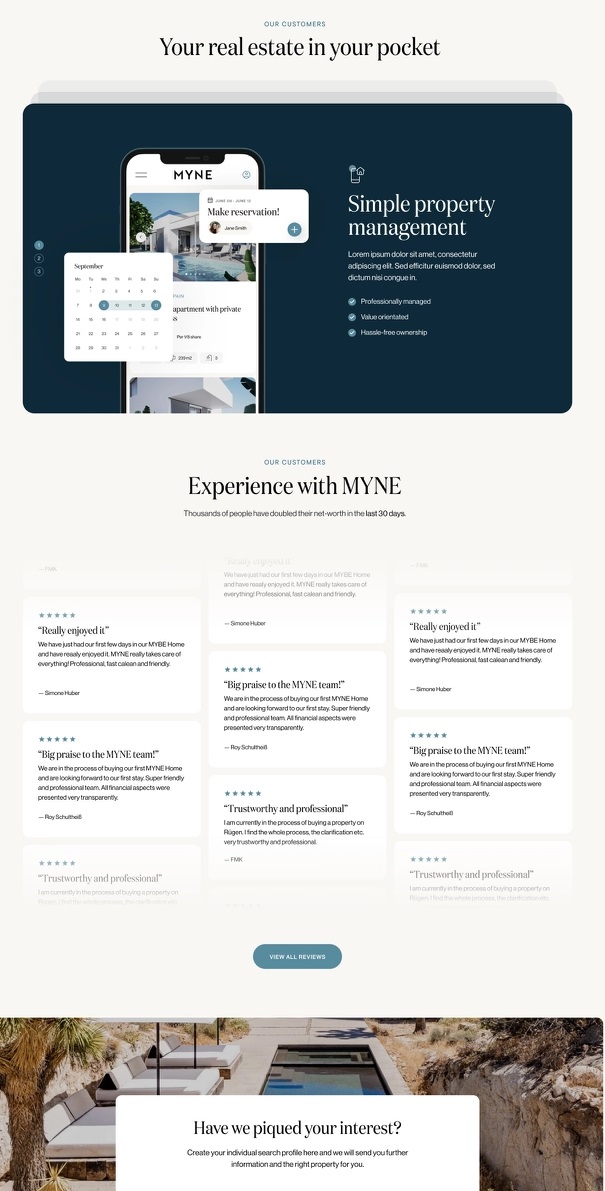 OUR CUSTOMERS
Your real estate in your pocket
1
2
3
MYNE
JUNE 09 - JUNE 13
Make reservation!
Jane Smith
September
Mo Tu We Th Fr Sa Su
2 3 4 5 6
7 8 9 10 11 12 13
14 15 16 17 18 19 20
21 22 23 24 25 26 27
28 29 30 31
PAIN
apartment with private
Per 1/8 share
239m2
3
Simple property
management
Lorem ipsum dolor sit amet, consectetur
adipiscing elit. Sed efficitur euismod dolor, sed
dictum nisi congue in.
Professionally managed
Value orientated
Hassle-free ownership
OUR CUSTOMERS
Experience with MYNE
Thousands of people have doubled their net-worth in the last 30 days.
— FMK
“Really enjoyed it”
We have just had our first few days in our MYBE Home
and have reaaly enjoyed it. MYNE really takes care of
everything! Professional, fast calean and friendly.
— Simone Huber
“Big praise to the MYNE team!”
We are in the process of buying our first MYNE Home
and are looking forward to our first stay. Super friendly
and professional team. All financial aspects were
presented very transparently.
— Roy Schultheiß
“Trustworthy and professional”
I am currently in the process of buying a property on
Rügen. I find the whole process, the clarification etc.
“Really enjoyed it”
We have just had our first few days in our MYBE Home
and have reaaly enjoyed it. MYNE really takes care of
everything! Professional, fast calean and friendly.
— Simone Huber
“Big praise to the MYNE team!”
We are in the process of buying our first MYNE Home
and are looking forward to our first stay. Super friendly
and professional team. All financial aspects were
presented very transparently.
— Roy Schultheiß
“Trustworthy and professional”
I am currently in the process of buying a property on
Rügen. I find the whole process, the clarification etc.
very trustworthy and professional.
— FMK
— FMK
“Really enjoyed it”
We have just had our first few days in our MYBE Home
and have reaaly enjoyed it. MYNE really takes care of
everything! Professional, fast calean and friendly.
— Simone Huber
“Big praise to the MYNE team!”
We are in the process of buying our first MYNE Home
and are looking forward to our first stay. Super friendly
and professional team. All financial aspects were
presented very transparently.
— Roy Schultheiß
“Trustworthy and professional”
I am currently in the process of buying a property on
Rügen. I find the whole process, the clarification etc.
VIEW ALL REVIEWS
Have we piqued your interest?
Create your individual search profile here and we will send you further
information and the right property for you.